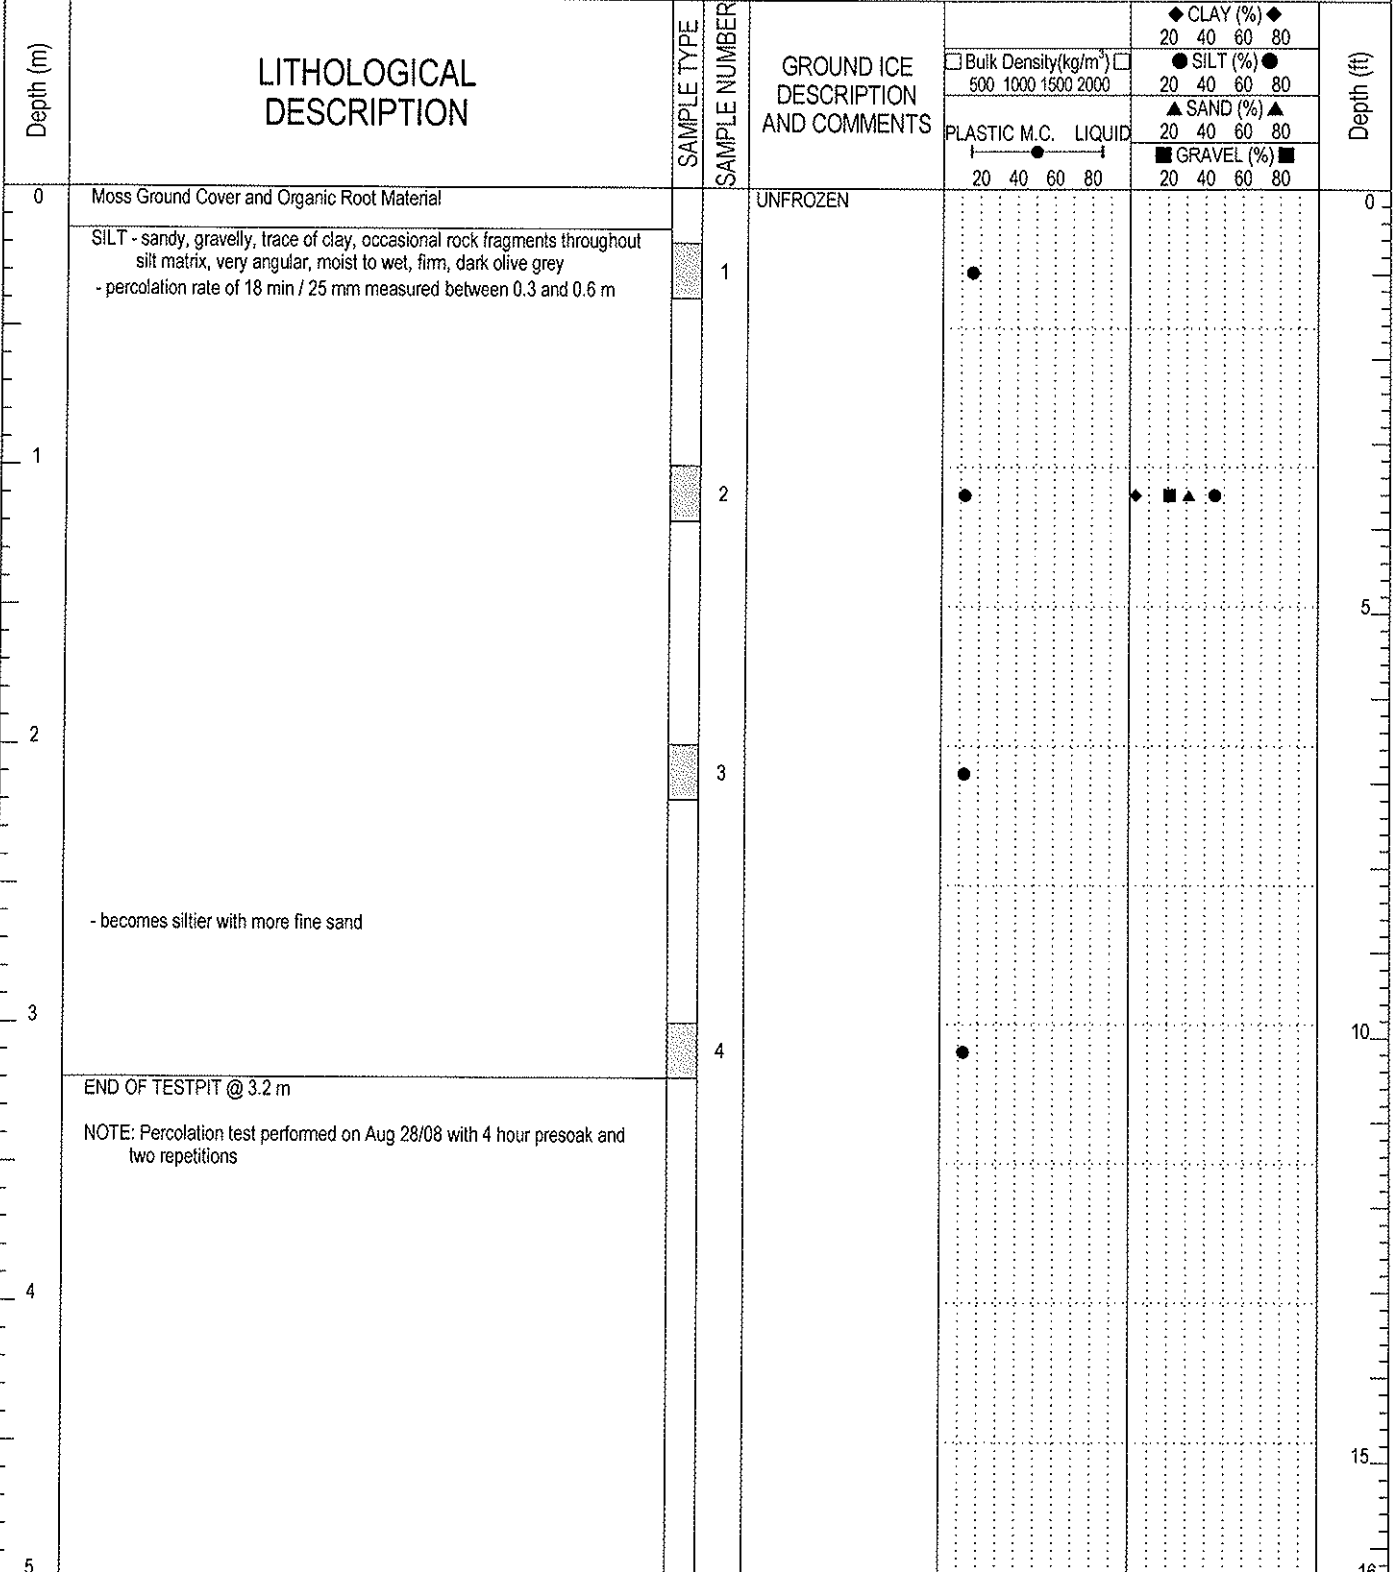 Depth (m)
LITHOLOGICAL
DESCRIPTION
SAMPLE TYPE
SAMPLE NUMBER
GROUND ICE
DESCRIPTION
AND COMMENTS
□ Bulk Density(kg/m³) □
500 1000 1500 2000
PLASTIC M.C. LIQUID
20 40 60 80
◆ CLAY (%) ◆
20 40 60 80
● SILT (%) ●
20 40 60 80
▲ SAND (%) ▲
20 40 60 80
■ GRAVEL (%) ■
20 40 60 80
Depth (ft)
0
Moss Ground Cover and Organic Root Material
UNFROZEN
0
SILT - sandy, gravelly, trace of clay, occasional rock fragments throughout
silt matrix, very angular, moist to wet, firm, dark olive grey
1
- percolation rate of 18 min / 25 mm measured between 0.3 and 0.6 m
1
2
5
2
3
- becomes siltier with more fine sand
3
10
4
END OF TESTPIT @ 3.2 m
NOTE: Percolation test performed on Aug 28/08 with 4 hour presoak and
two repetitions
4
15
5
16